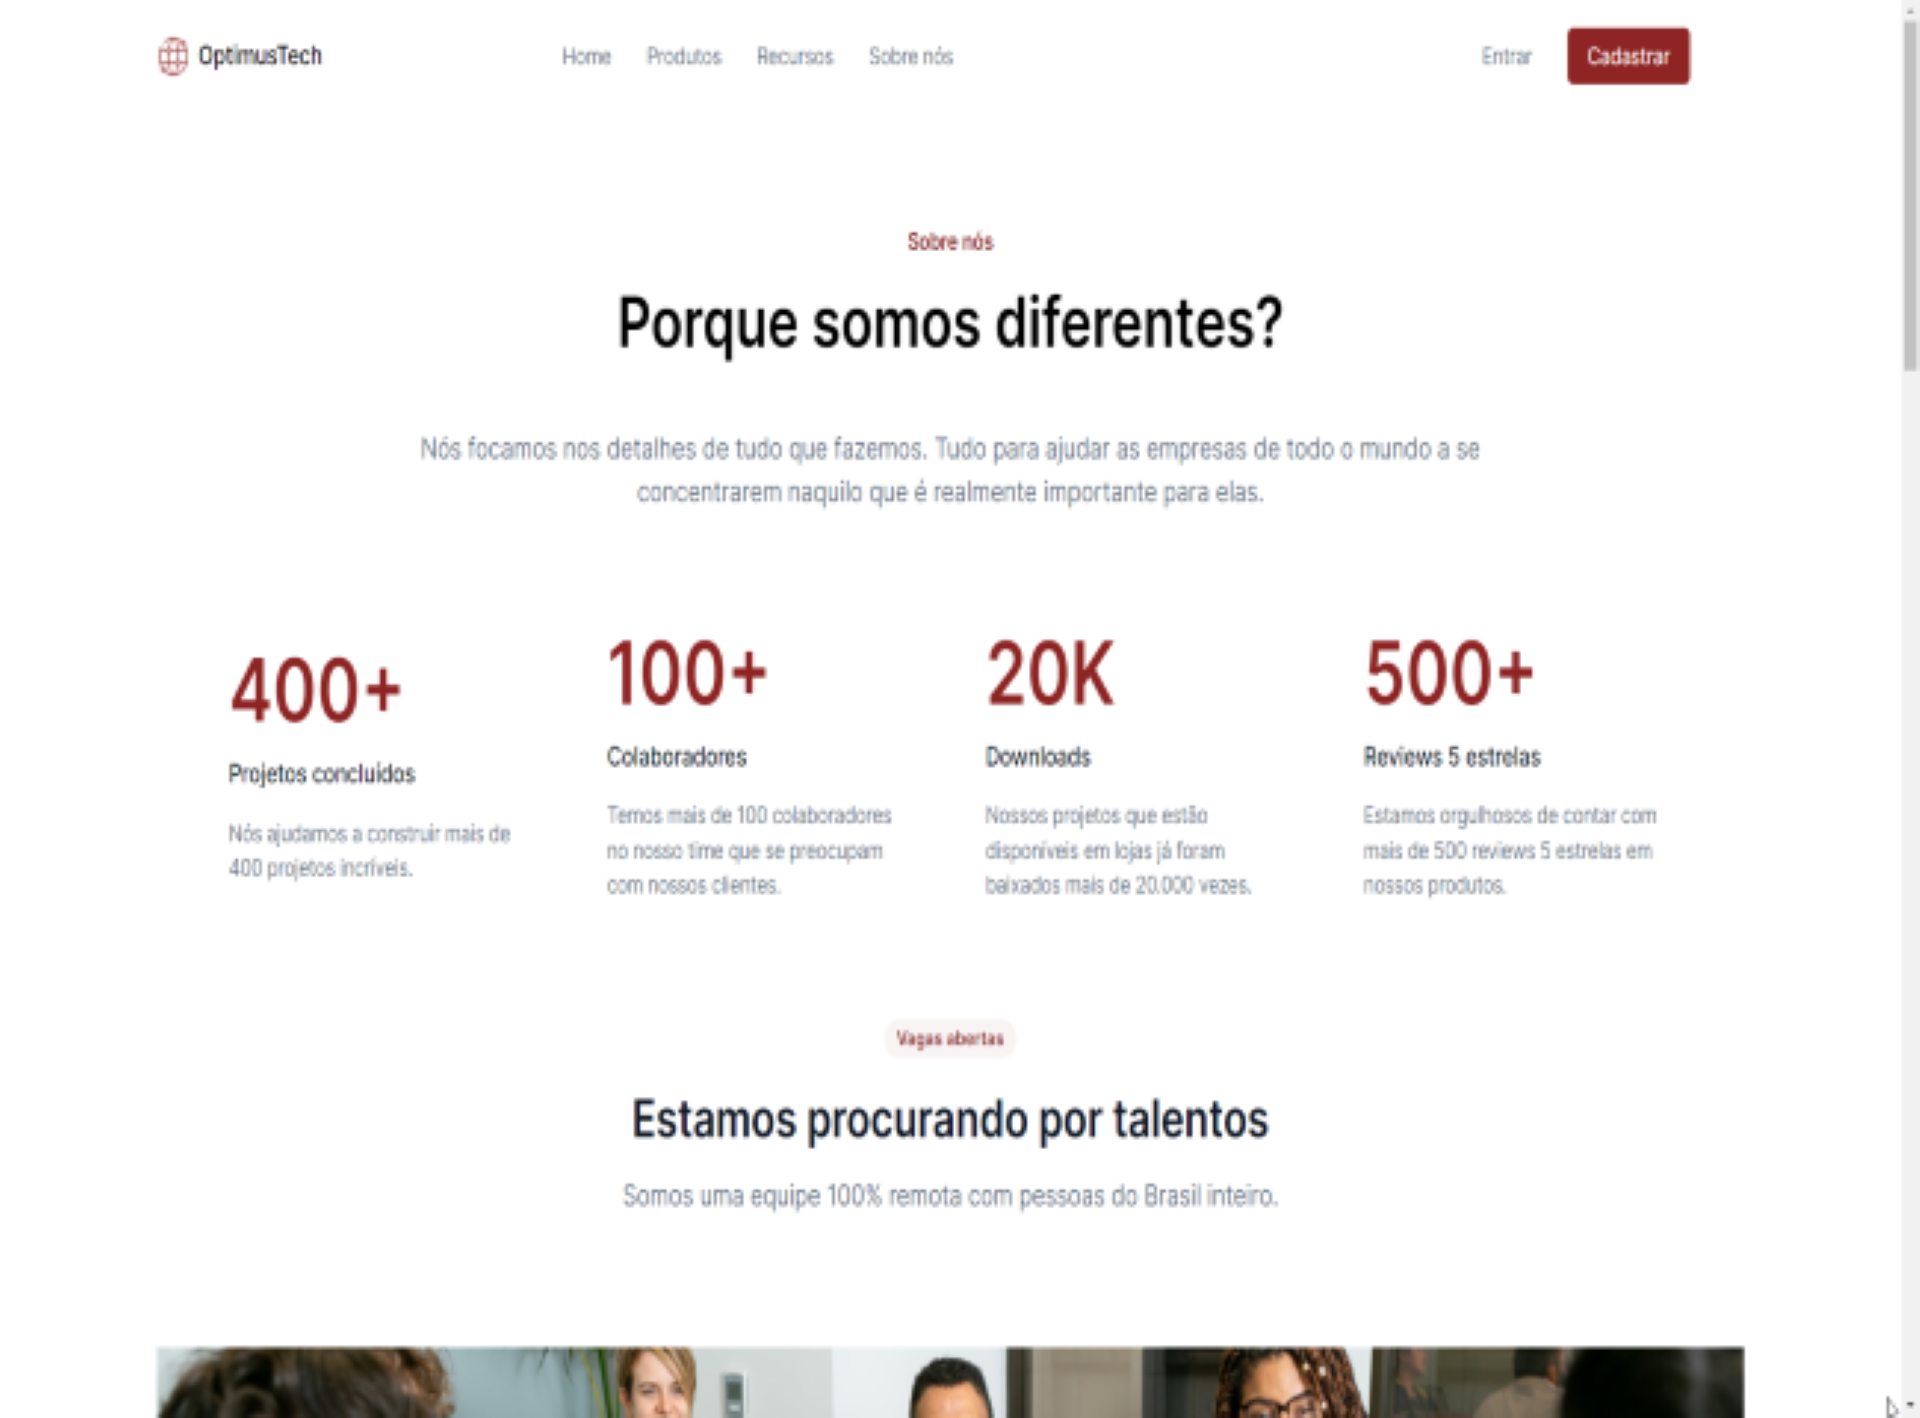 OptimusTech
Home Produtos Recursos Sobre nós
Entrar Cadastrar
Sobre nós
Porque somos diferentes?
Nós focamos nos detalhes de tudo que fazemos. Tudo para ajudar as empresas de todo o mundo a se
concentrarem naquilo que é realmente importante para elas.
400+
Projetos concluídos
Nós ajudamos a construir mais de
400 projetos incríveis.
100+
Colaboradores
Temos mais de 100 colaboradores
no nosso time que se preocupam
com nossos clientes.
20K
Downloads
Nossos projetos que estão
disponíveis em lojas já foram
baixados mais de 20.000 vezes.
500+
Reviews 5 estrelas
Estamos orgulhosos de contar com
mais de 500 reviews 5 estrelas em
nossos produtos.
Vagas abertas
Estamos procurando por talentos
Somos uma equipe 100% remota com pessoas do Brasil inteiro.